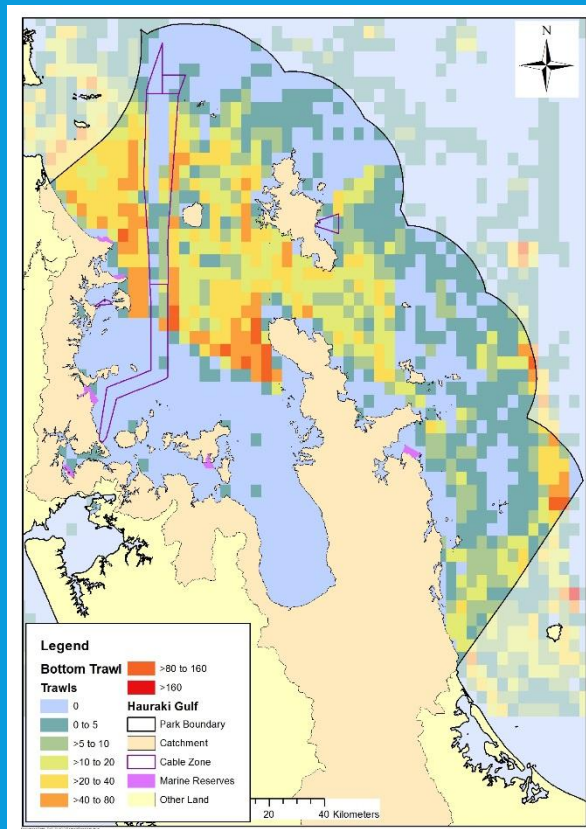 N
Legend
Bottom Trawl
Trawls
0
0 to 5
>5 to 10
>10 to 20
>20 to 40
>40 to 80
>80 to 160
>160
Hauraki Gulf
Park Boundary
Catchment
Cable Zone
Marine Reserves
Other Land
20
40 Kilometers